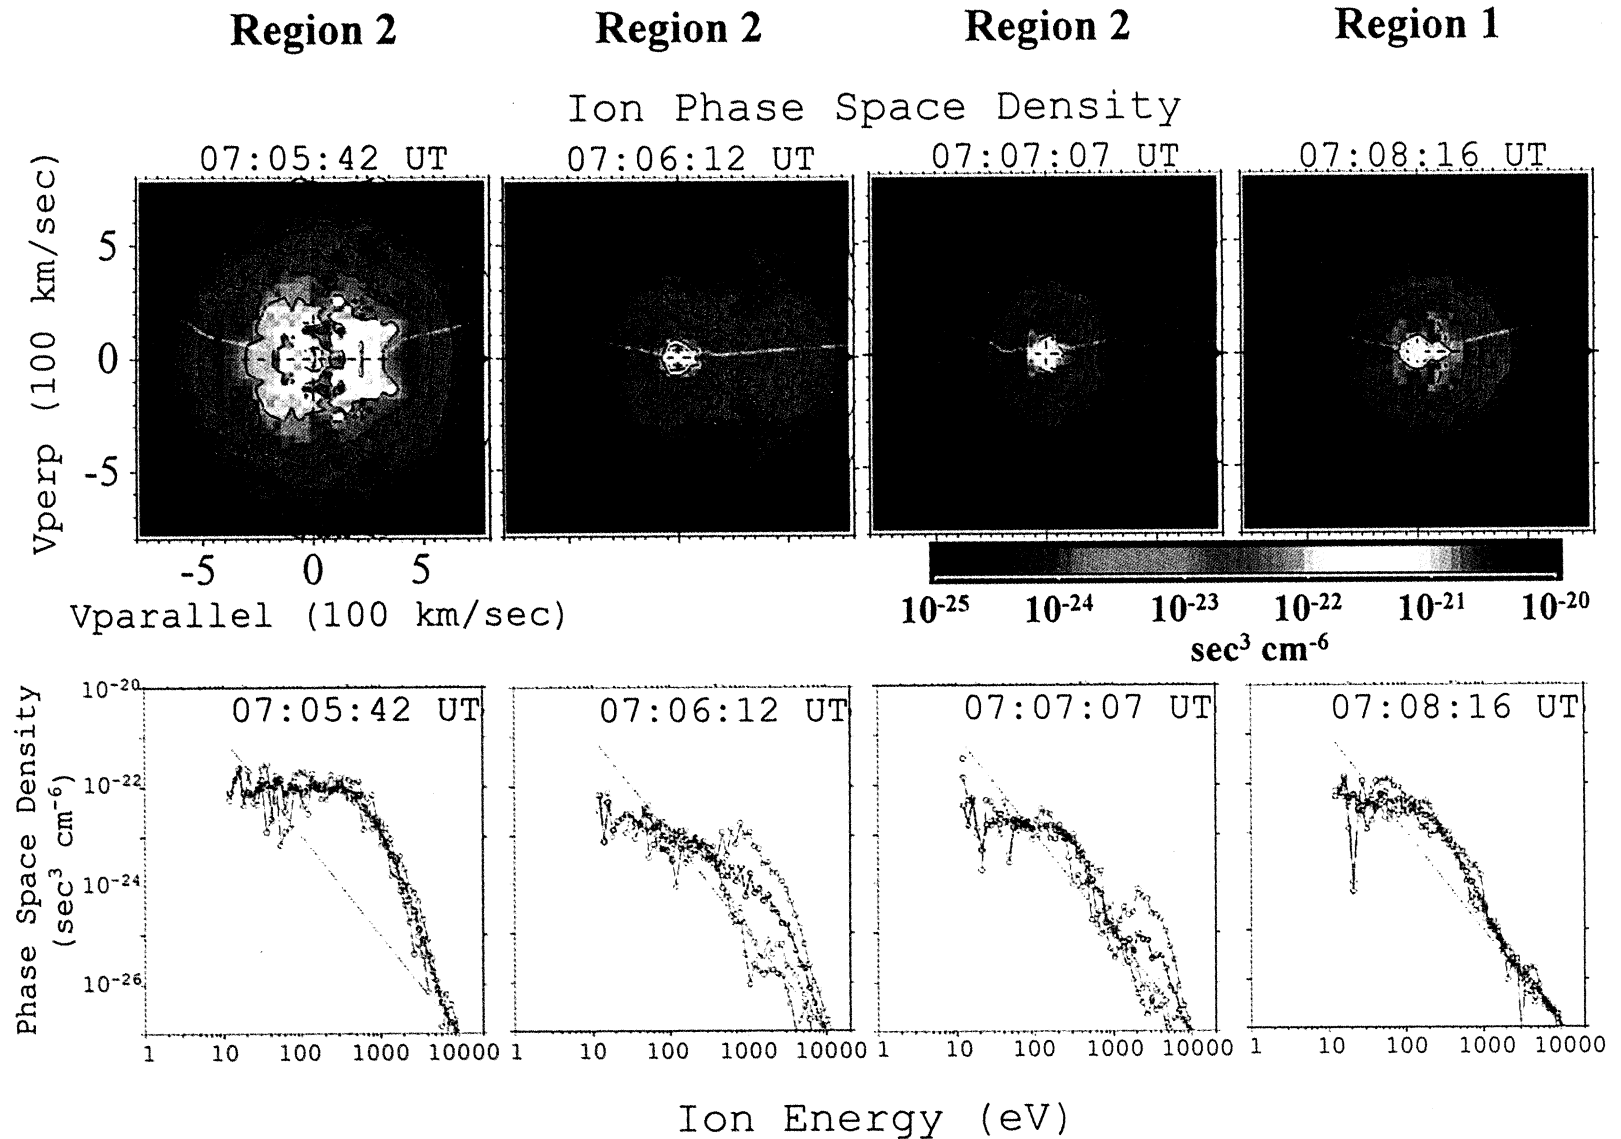 Region 2 Region 2 Region 2 Region 1
Ion Phase Space Density
07:05:42 UT 07:06:12 UT 07:07:07 UT 07:08:16 UT
Vperp (100 km/sec)
5
0
-5
-5 0 5
Vparallel (100 km/sec)
10⁻²⁵ 10⁻²⁴ 10⁻²³ 10⁻²² 10⁻²¹ 10⁻²⁰
sec³ cm⁻⁶
Phase Space Density
(sec³ cm⁻⁶)
10⁻²⁰
10⁻²²
10⁻²⁴
10⁻²⁶
07:05:42 UT 07:06:12 UT 07:07:07 UT 07:08:16 UT
1 10 100 1000 10000 1 10 100 1000 10000 1 10 100 1000 10000 1 10 100 1000 10000
Ion Energy (eV)